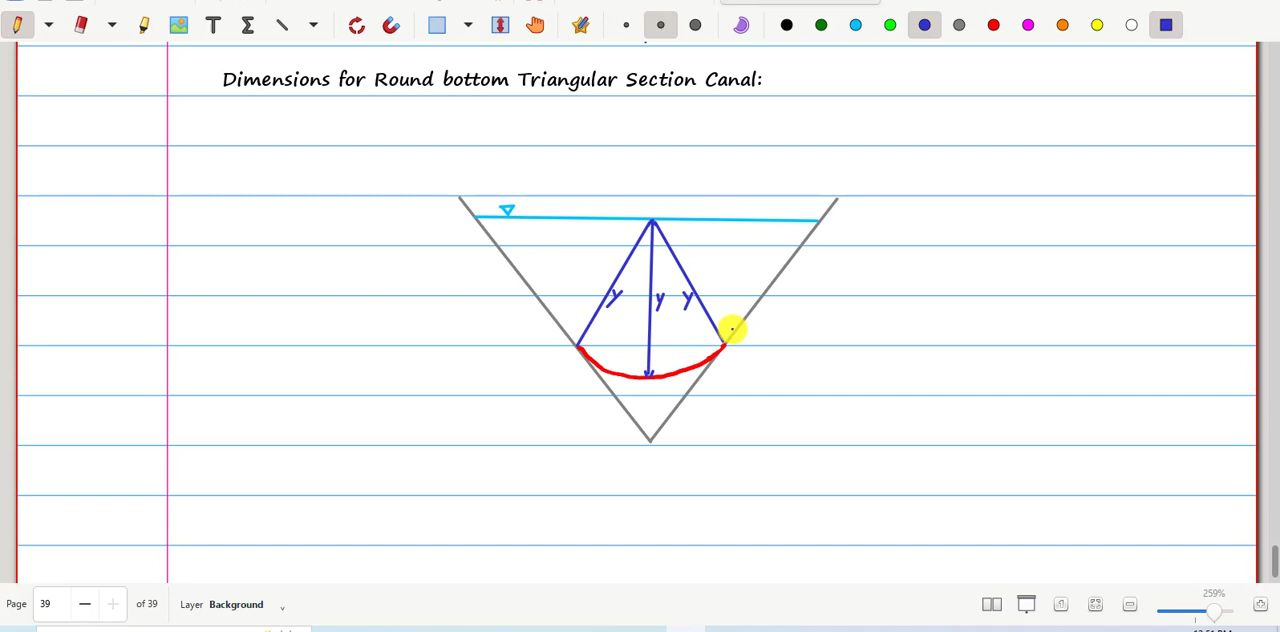 Dimensions for Round bottom Triangular Section Canal:
y y y
Page 39 of 39 Layer Background 259%